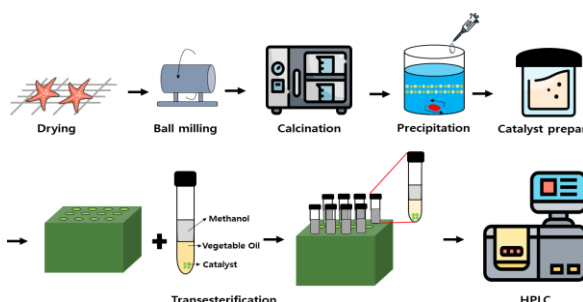 Drying
Ball milling
Calcination
Precipitation
Catalyst prepar
Methanol
Vegetable Oil
Catalyst
Transesterification
HPLC